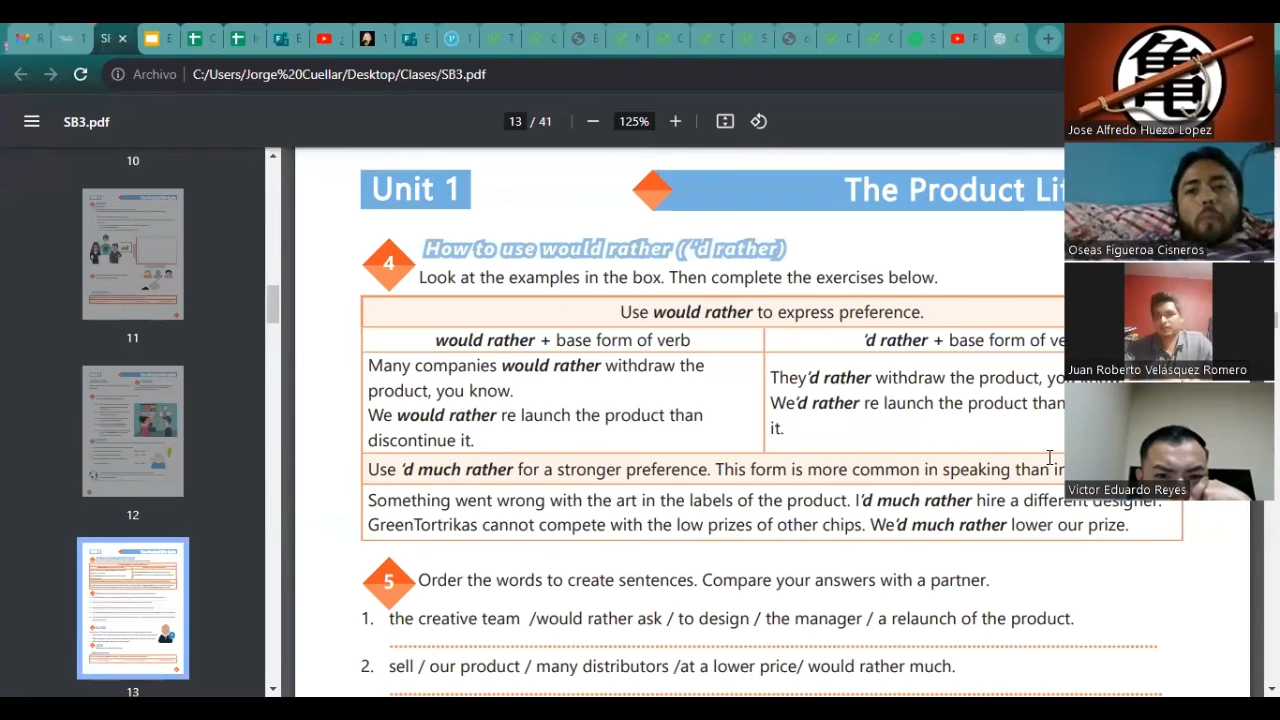 SB
Archivo
C:/Users/Jorge%20Cuellar/Desktop/Clases/SB3.pdf
SB3.pdf
13 / 41
125%
10
11
12
13
Unit 1
The Product Li
4
How to use would rather (('d rather)
Look at the examples in the box. Then complete the exercises below.
Use would rather to express preference.
would rather + base form of verb
'd rather + base form of ve
Many companies would rather withdraw the
product, you know.
We would rather re launch the product than
discontinue it.
They'd rather withdraw the product, you know.
We'd rather re launch the product than
it.
Use 'd much rather for a stronger preference. This form is more common in speaking than in
Something went wrong with the art in the labels of the product. I'd much rather hire a different designer.
GreenTortrikas cannot compete with the low prizes of other chips. We'd much rather lower our prize.
5
Order the words to create sentences. Compare your answers with a partner.
1. the creative team /would rather ask / to design / the manager / a relaunch of the product.
2. sell / our product / many distributors /at a lower price/ would rather much.
Jose Alfredo Huezo Lopez
亀
Oseas Figueroa Cisneros
Juan Roberto Velasquez Romero
Victor Eduardo Reyes